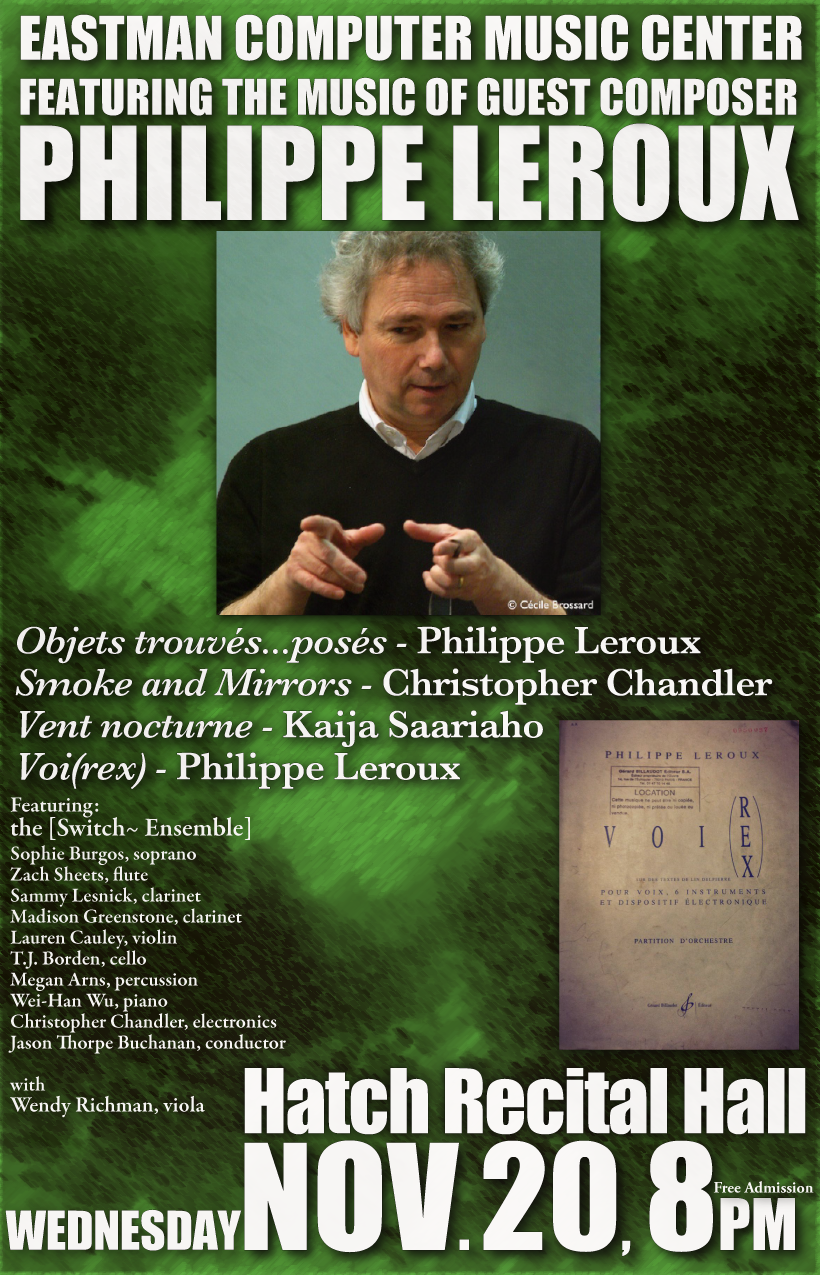 EASTMAN COMPUTER MUSIC CENTER
FEATURING THE MUSIC OF GUEST COMPOSER
PHILIPPE LEROUX
© Cécile Brossard
Objets trouvés...posés - Philippe Leroux
Smoke and Mirrors - Christopher Chandler
Vent nocturne - Kaija Saariaho
Voi(rex) - Philippe Leroux
Featuring:
the [Switch~ Ensemble]
Sophie Burgos, soprano
Zach Sheets, flute
Sammy Lesnick, clarinet
Madison Greenstone, clarinet
Lauren Cauley, violin
T.J. Borden, cello
Megan Arns, percussion
Wei-Han Wu, piano
Christopher Chandler, electronics
Jason Thorpe Buchanan, conductor
with
Wendy Richman, viola
PHILIPPE LEROUX
LOCATION
VOI(REX)
POUR VOIX, 6 INSTRUMENTS
ET DISPOSITIF ÉLECTRONIQUE
PARTITION D'ORCHESTRE
Hatch Recital Hall
WEDNESDAY NOV. 20, 8PM
Free Admission